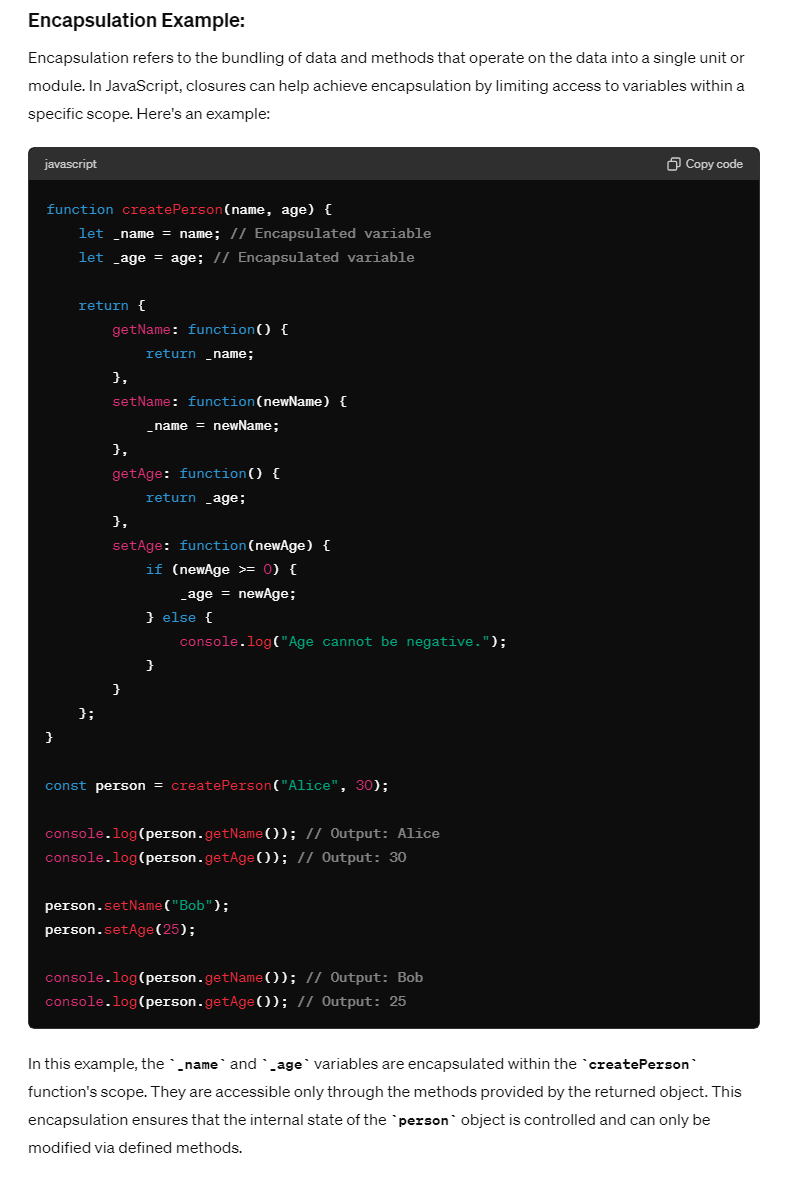 Encapsulation Example:
Encapsulation refers to the bundling of data and methods that operate on the data into a single unit or
module. In JavaScript, closures can help achieve encapsulation by limiting access to variables within a
specific scope. Here's an example:
javascript
Copy code
function createPerson(name, age) {
    let _name = name; // Encapsulated variable
    let _age = age; // Encapsulated variable

    return {
        getName: function() {
            return _name;
        },
        setName: function(newName) {
            _name = newName;
        },
        getAge: function() {
            return _age;
        },
        setAge: function(newAge) {
            if (newAge >= 0) {
                _age = newAge;
            } else {
                console.log("Age cannot be negative.");
            }
        }
    };
}

const person = createPerson("Alice", 30);

console.log(person.getName()); // Output: Alice
console.log(person.getAge()); // Output: 30

person.setName("Bob");
person.setAge(25);

console.log(person.getName()); // Output: Bob
console.log(person.getAge()); // Output: 25
In this example, the `_name` and `_age` variables are encapsulated within the `createPerson`
function's scope. They are accessible only through the methods provided by the returned object. This
encapsulation ensures that the internal state of the `person` object is controlled and can only be
modified via defined methods.